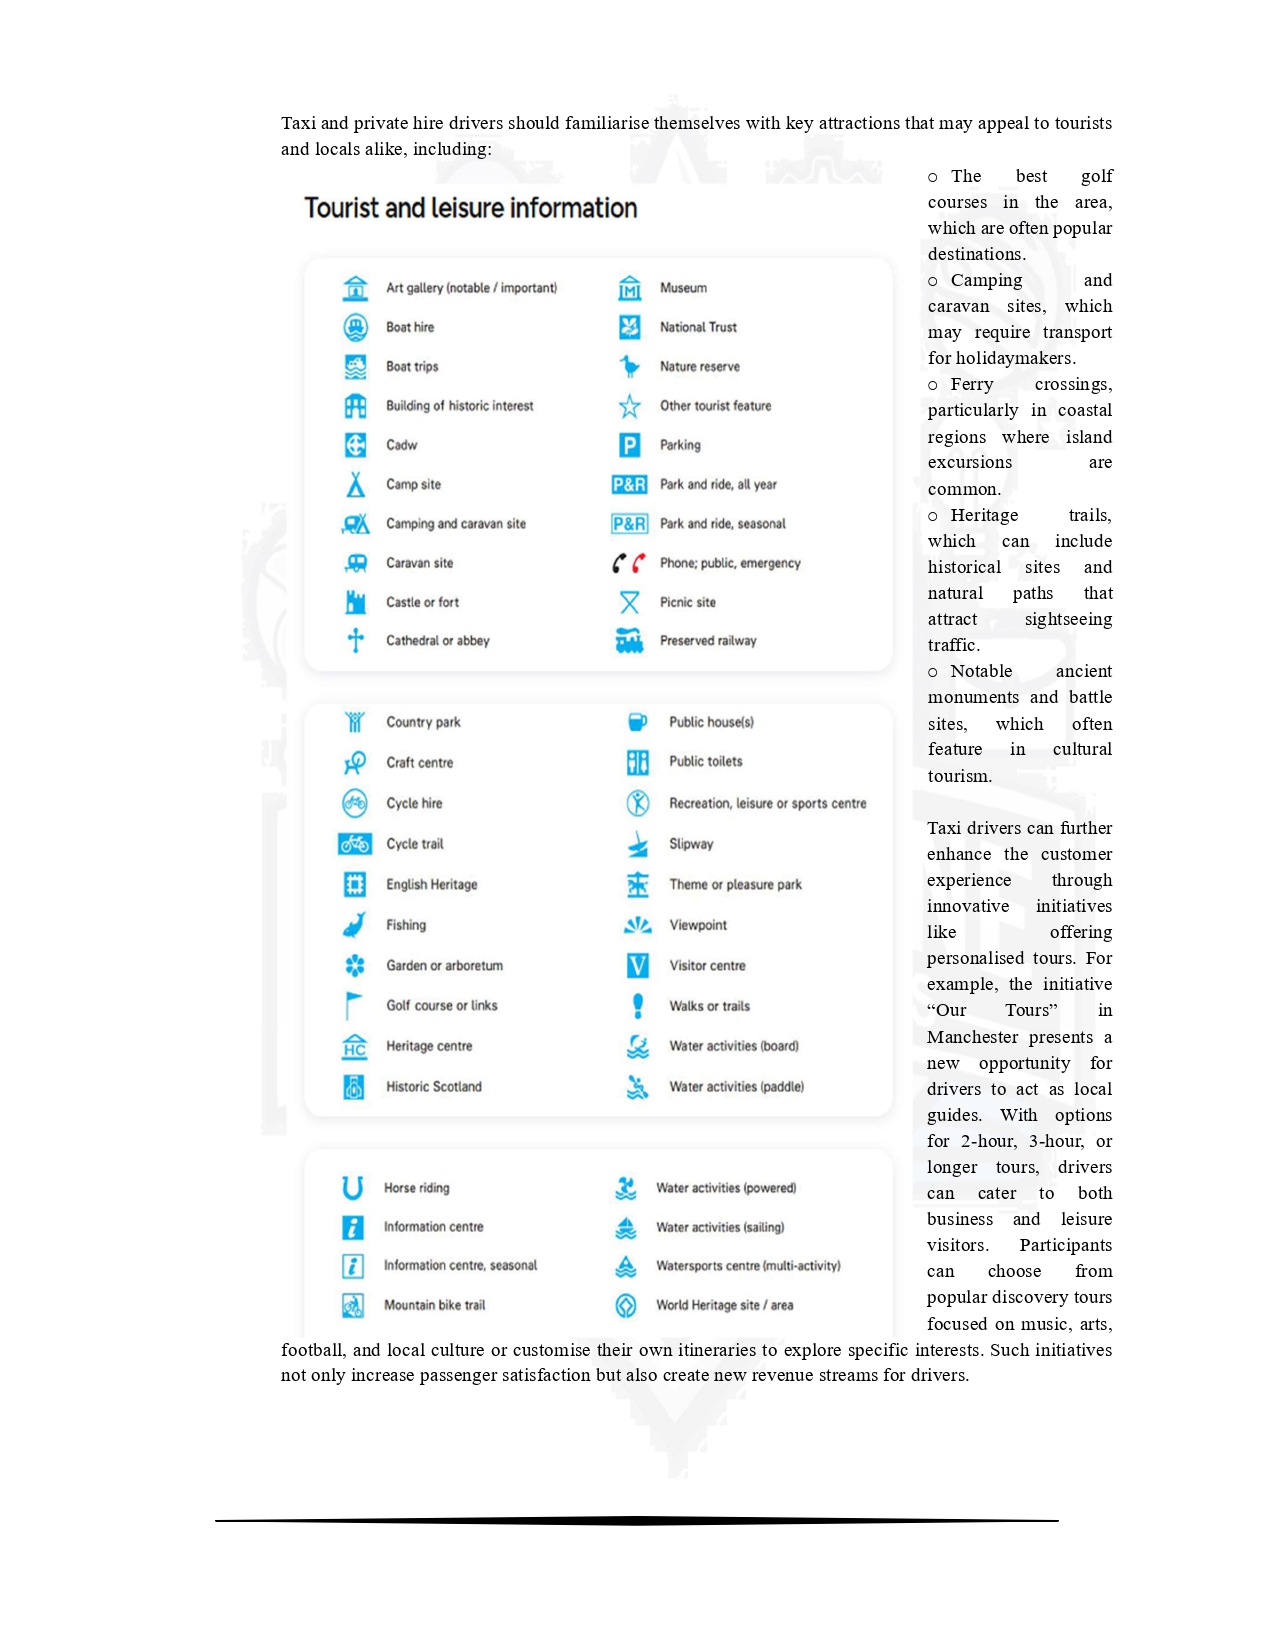 Taxi and private hire drivers should familiarise themselves with key attractions that may appeal to tourists
and locals alike, including:
Tourist and leisure information
Art gallery (notable / important)
Boat hire
Boat trips
Building of historic interest
Cadw
Camp site
Camping and caravan site
Caravan site
Castle or fort
Cathedral or abbey
M Museum
National Trust
Nature reserve
Other tourist feature
P Parking
P&R Park and ride, all year
P&R Park and ride, seasonal
Phone; public, emergency
Picnic site
Preserved railway
Country park
Craft centre
Cycle hire
Cycle trail
English Heritage
Fishing
Garden or arboretum
Golf course or links
HC Heritage centre
Historic Scotland
Public house(s)
Public toilets
Recreation, leisure or sports centre
Slipway
Theme or pleasure park
Viewpoint
V Visitor centre
Walks or trails
Water activities (board)
Water activities (paddle)
Horse riding
i Information centre
i Information centre, seasonal
Mountain bike trail
Water activities (powered)
Water activities (sailing)
Watersports centre (multi-activity)
World Heritage site / area
○ The best golf
courses in the area,
which are often popular
destinations.
○ Camping and
caravan sites, which
may require transport
for holidaymakers.
○ Ferry crossings,
particularly in coastal
regions where island
excursions are
common.
○ Heritage trails,
which can include
historical sites and
natural paths that
attract sightseeing
traffic.
○ Notable ancient
monuments and battle
sites, which often
feature in cultural
tourism.
Taxi drivers can further
enhance the customer
experience through
innovative initiatives
like offering
personalised tours. For
example, the initiative
“Our Tours” in
Manchester presents a
new opportunity for
drivers to act as local
guides. With options
for 2-hour, 3-hour, or
longer tours, drivers
can cater to both
business and leisure
visitors. Participants
can choose from
popular discovery tours
focused on music, arts,
football, and local culture or customise their own itineraries to explore specific interests. Such initiatives
not only increase passenger satisfaction but also create new revenue streams for drivers.